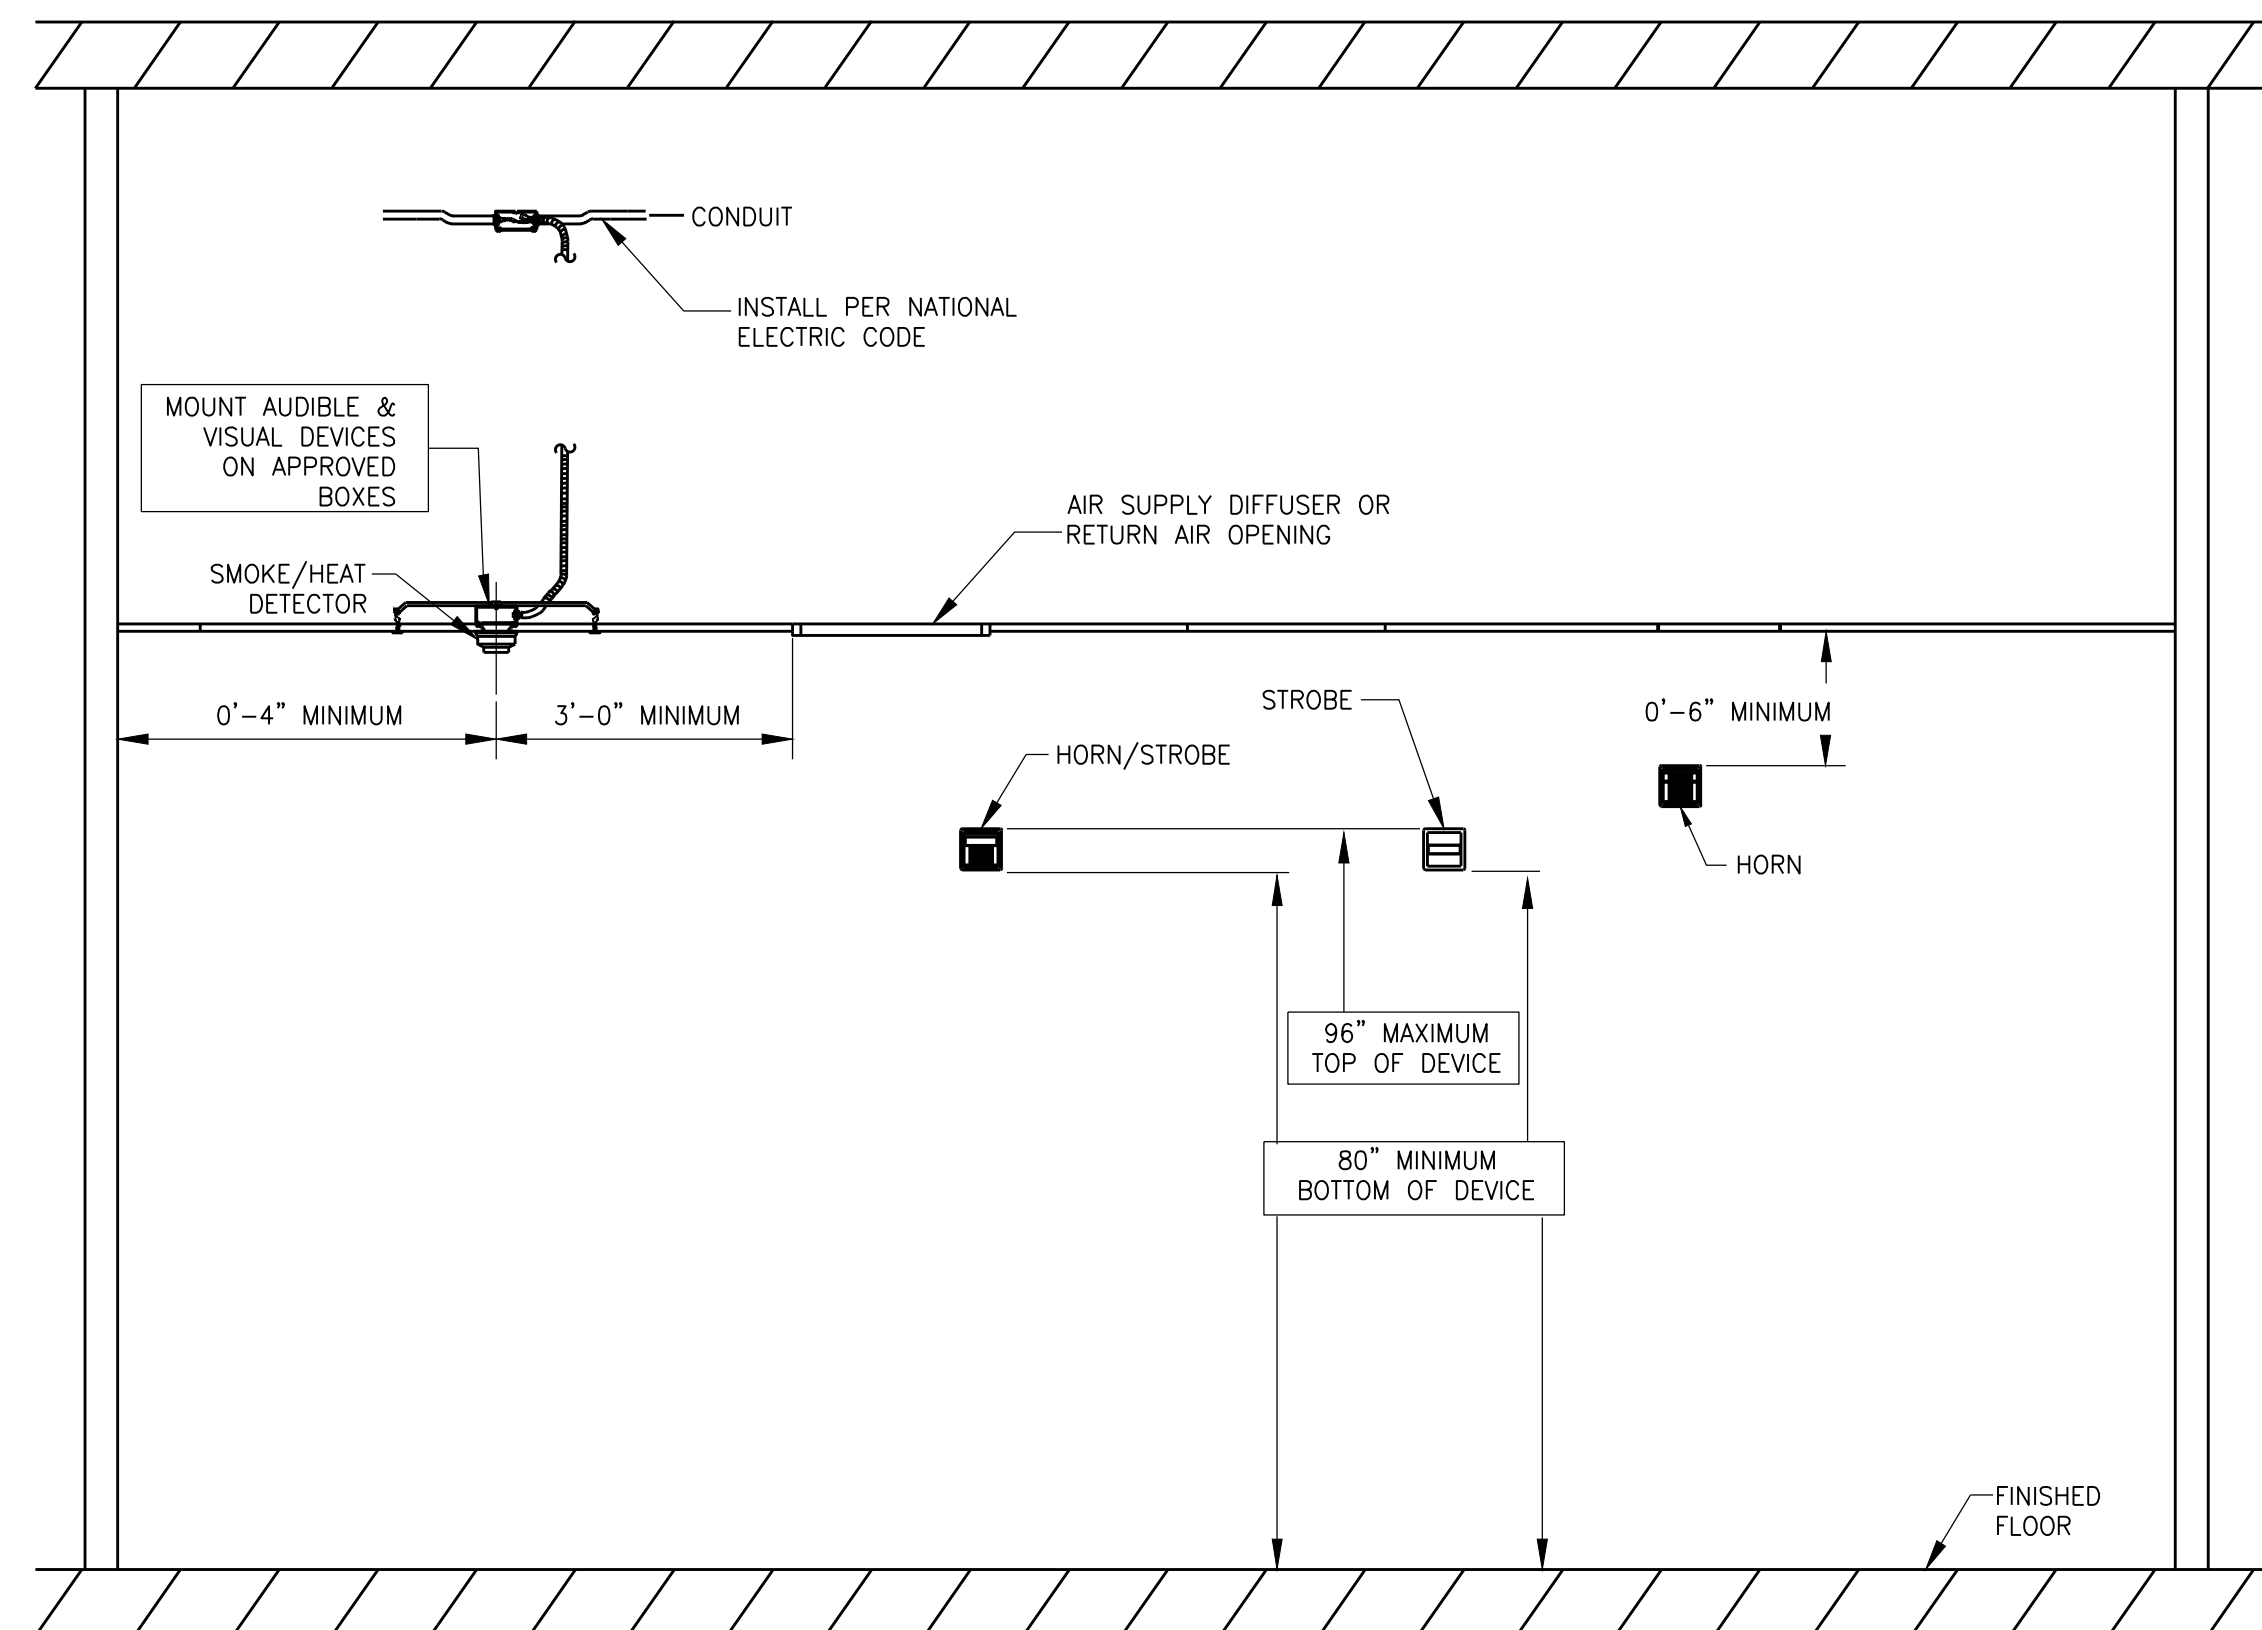 CONDUIT
INSTALL PER NATIONAL
ELECTRIC CODE
MOUNT AUDIBLE &
VISUAL DEVICES
ON APPROVED
BOXES
AIR SUPPLY DIFFUSER OR
RETURN AIR OPENING
SMOKE/HEAT
DETECTOR
0'-4" MINIMUM
3'-0" MINIMUM
STROBE
0'-6" MINIMUM
HORN/STROBE
HORN
96" MAXIMUM
TOP OF DEVICE
80" MINIMUM
BOTTOM OF DEVICE
FINISHED
FLOOR